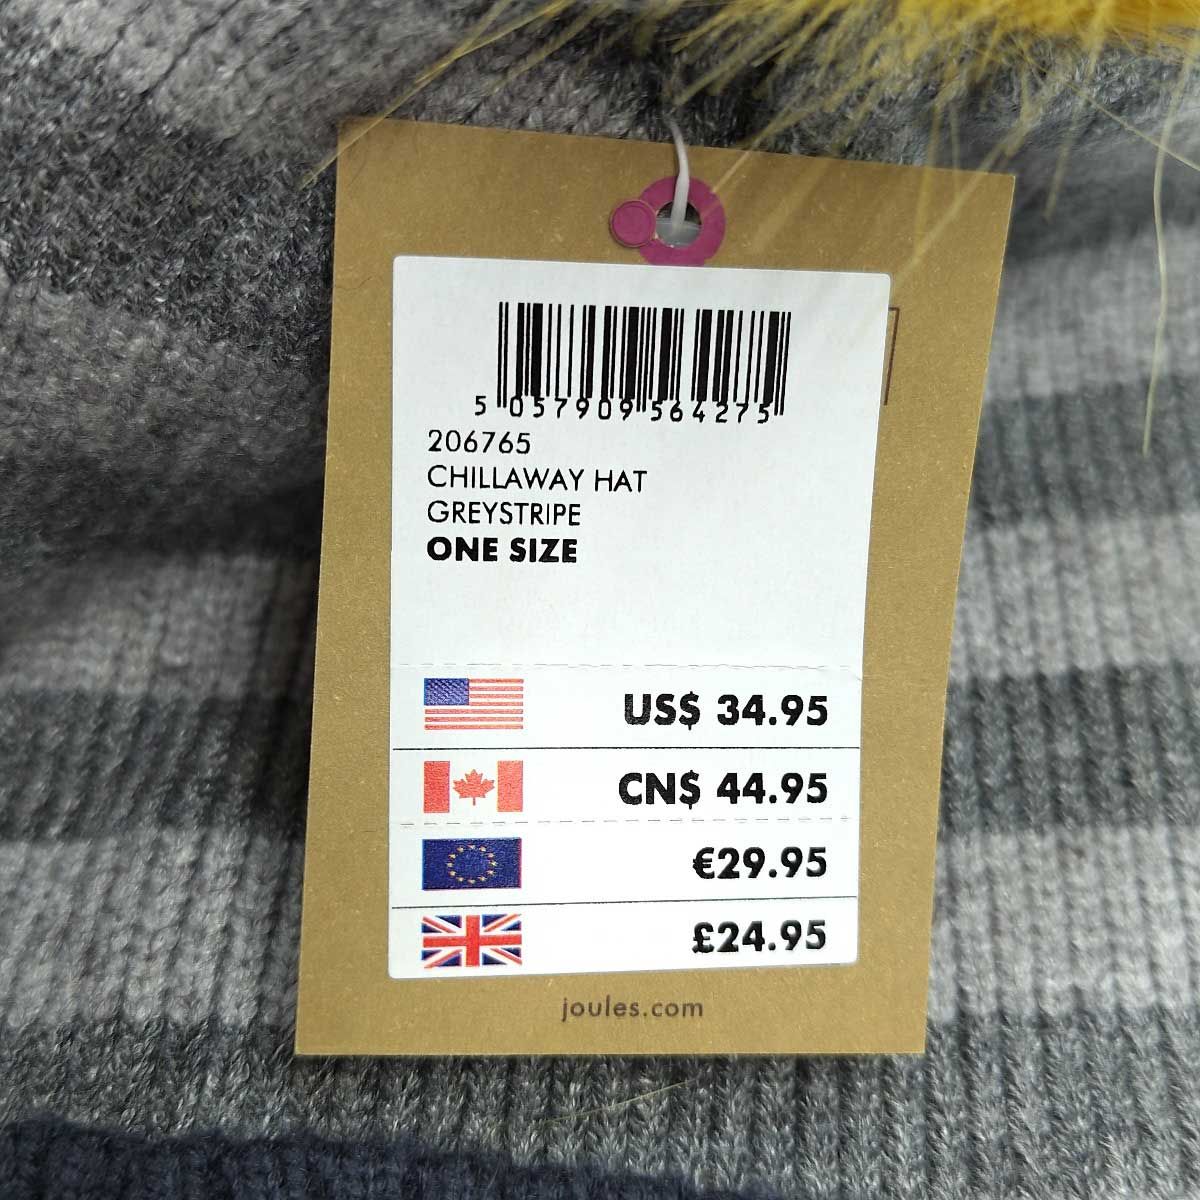 5 057909 564275
206765
CHILLAWAY HAT
GREYSTRIPE
ONE SIZE
US$ 34.95
CN$ 44.95
€29.95
£24.95
joules.com